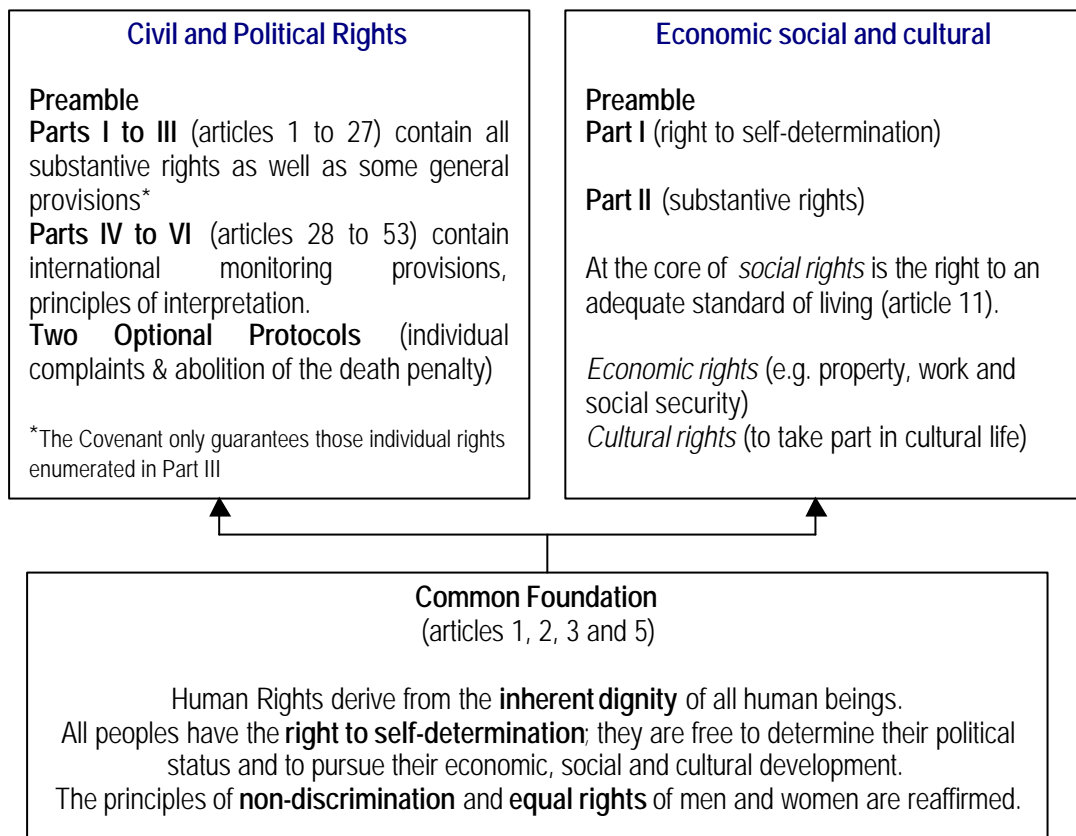 Civil and Political Rights
Preamble
Parts I to III (articles 1 to 27) contain all
substantive rights as well as some general
provisions*
Parts IV to VI (articles 28 to 53) contain
international monitoring provisions,
principles of interpretation.
Two Optional Protocols (individual
complaints & abolition of the death penalty)
*The Covenant only guarantees those individual rights
enumerated in Part III
Economic social and cultural
Preamble
Part I (right to self-determination)
Part II (substantive rights)
At the core of social rights is the right to an
adequate standard of living (article 11).
Economic rights (e.g. property, work and
social security)
Cultural rights (to take part in cultural life)
Common Foundation
(articles 1, 2, 3 and 5)
Human Rights derive from the inherent dignity of all human beings.
All peoples have the right to self-determination; they are free to determine their political
status and to pursue their economic, social and cultural development.
The principles of non-discrimination and equal rights of men and women are reaffirmed.